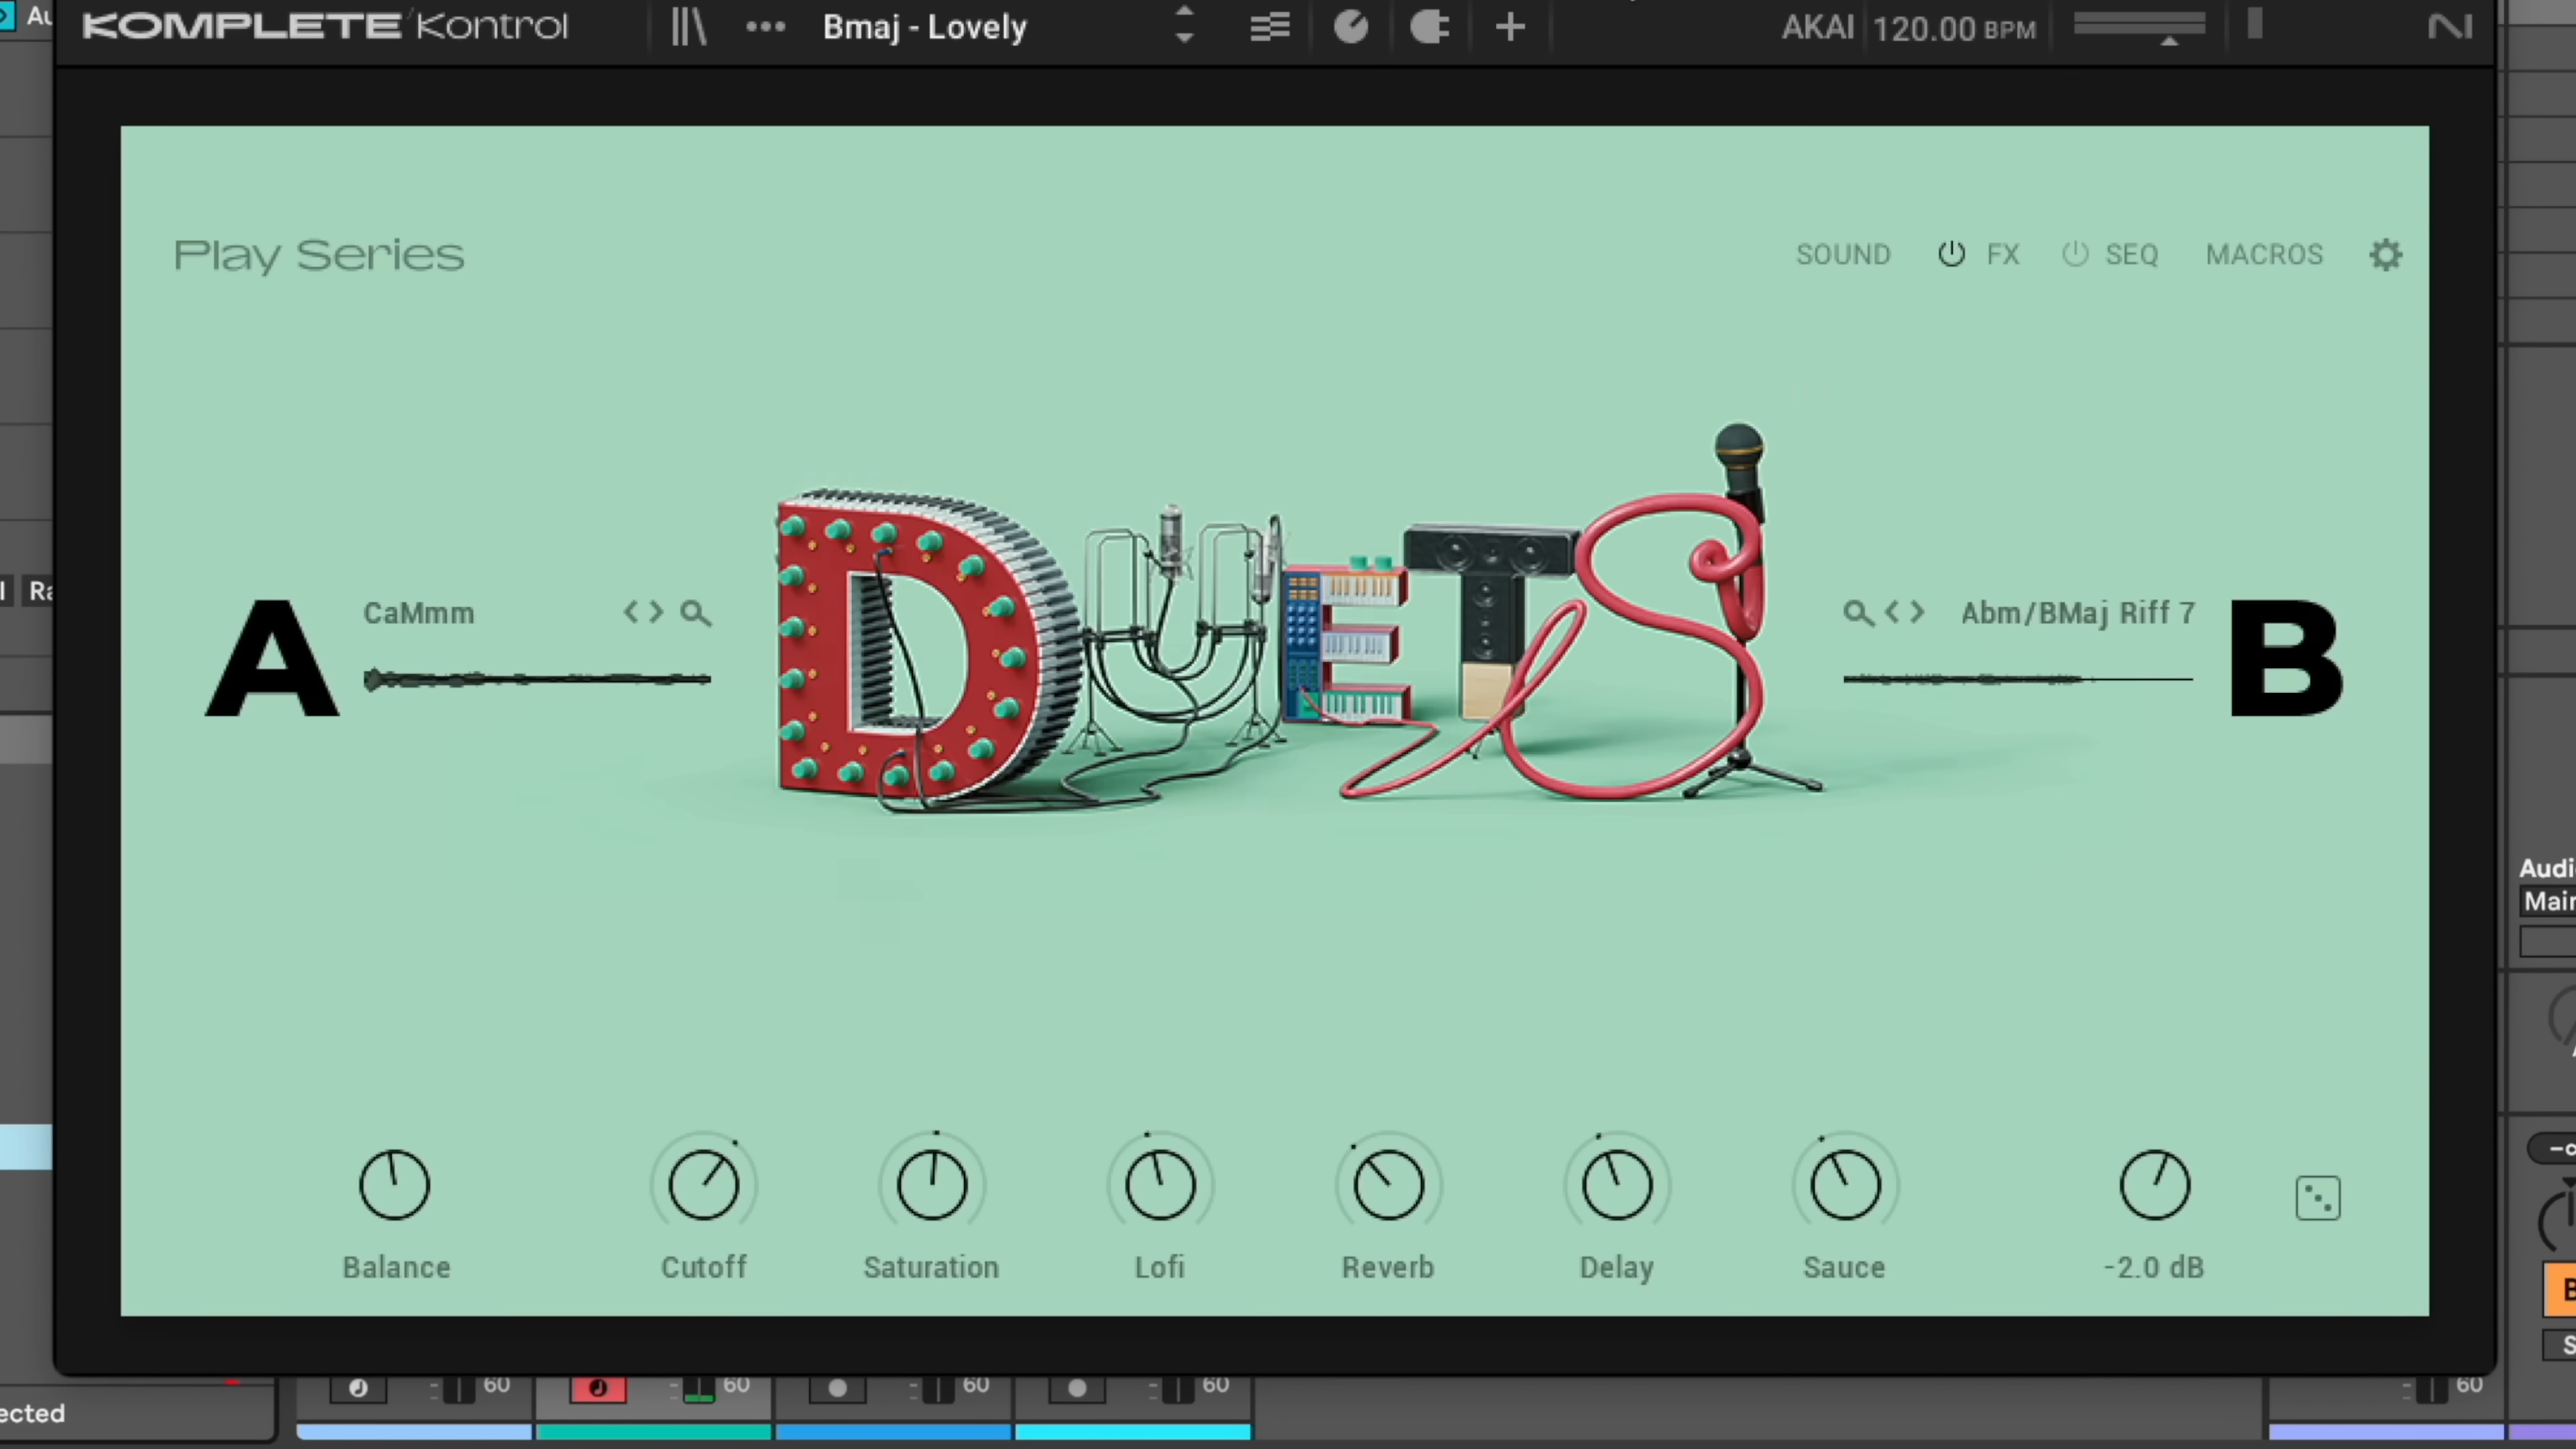 KOMPLETE Kontrol
Bmaj - Lovely
AKAI
120.00 BPM
Play Series
SOUND
FX
SEQ
MACROS
A
CaMmm
DUETS
Abm/BMaj Riff 7
B
Balance
Cutoff
Saturation
Lofi
Reverb
Delay
Sauce
-2.0 dB
60
60
60
60
60